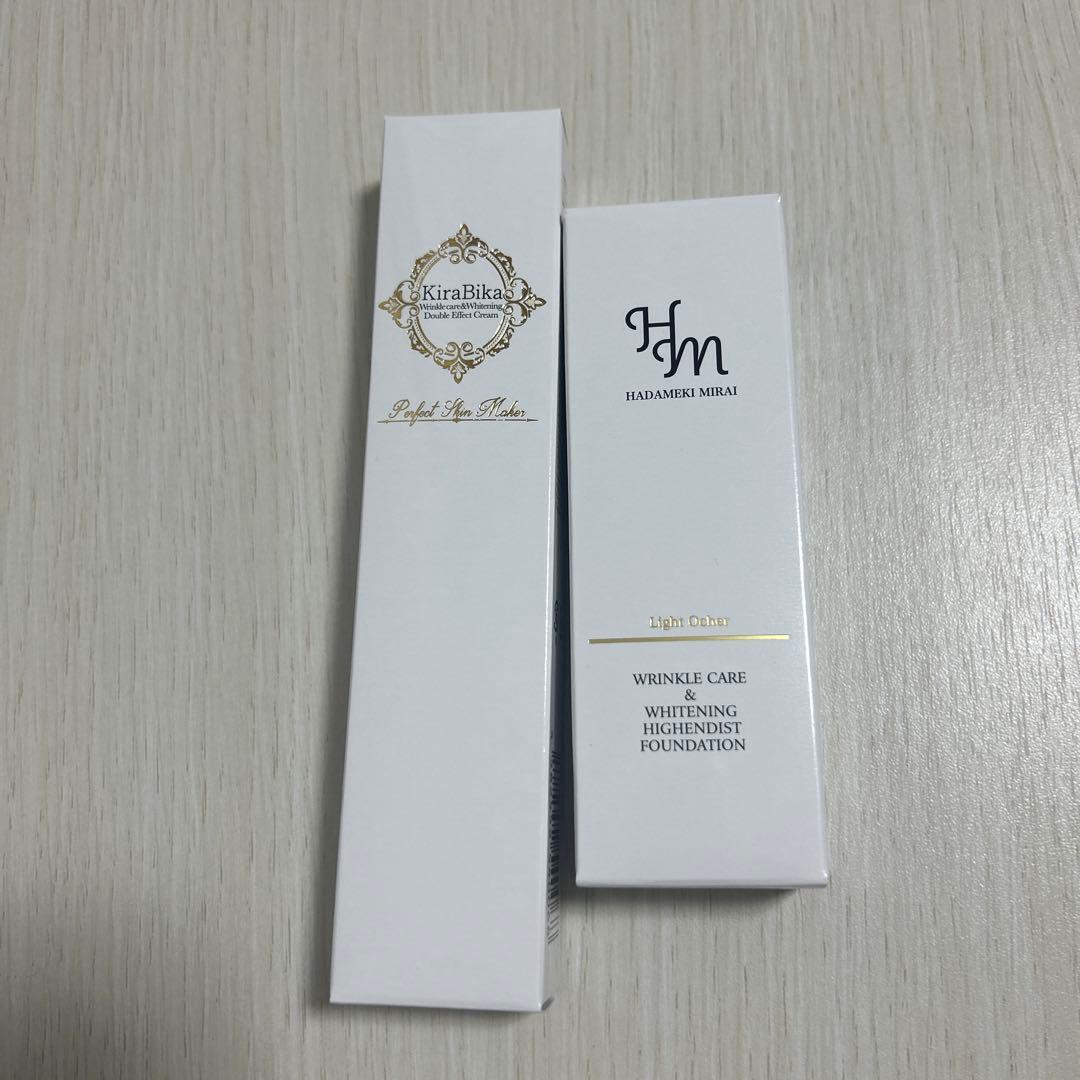 KiraBika
Wrinkle care&Whitening
Double Effect Cream
Perfect Skin Maker
HM
HADAMEKI MIRAI
Light Ocher
WRINKLE CARE
&
WHITENING
HIGHENDIST
FOUNDATION